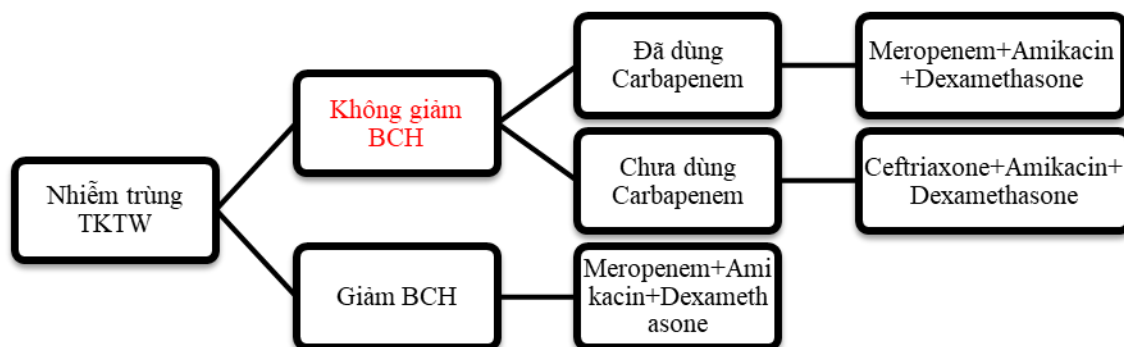 Nhiễm trùng
TKTW
Không giảm
BCH
Đã dùng
Carbapenem
Meropenem+Amikacin
+Dexamethasone
Chưa dùng
Carbapenem
Ceftriaxone+Amikacin+
Dexamethasone
Giảm BCH
Meropenem+Ami
kacin+Dexameth
asone